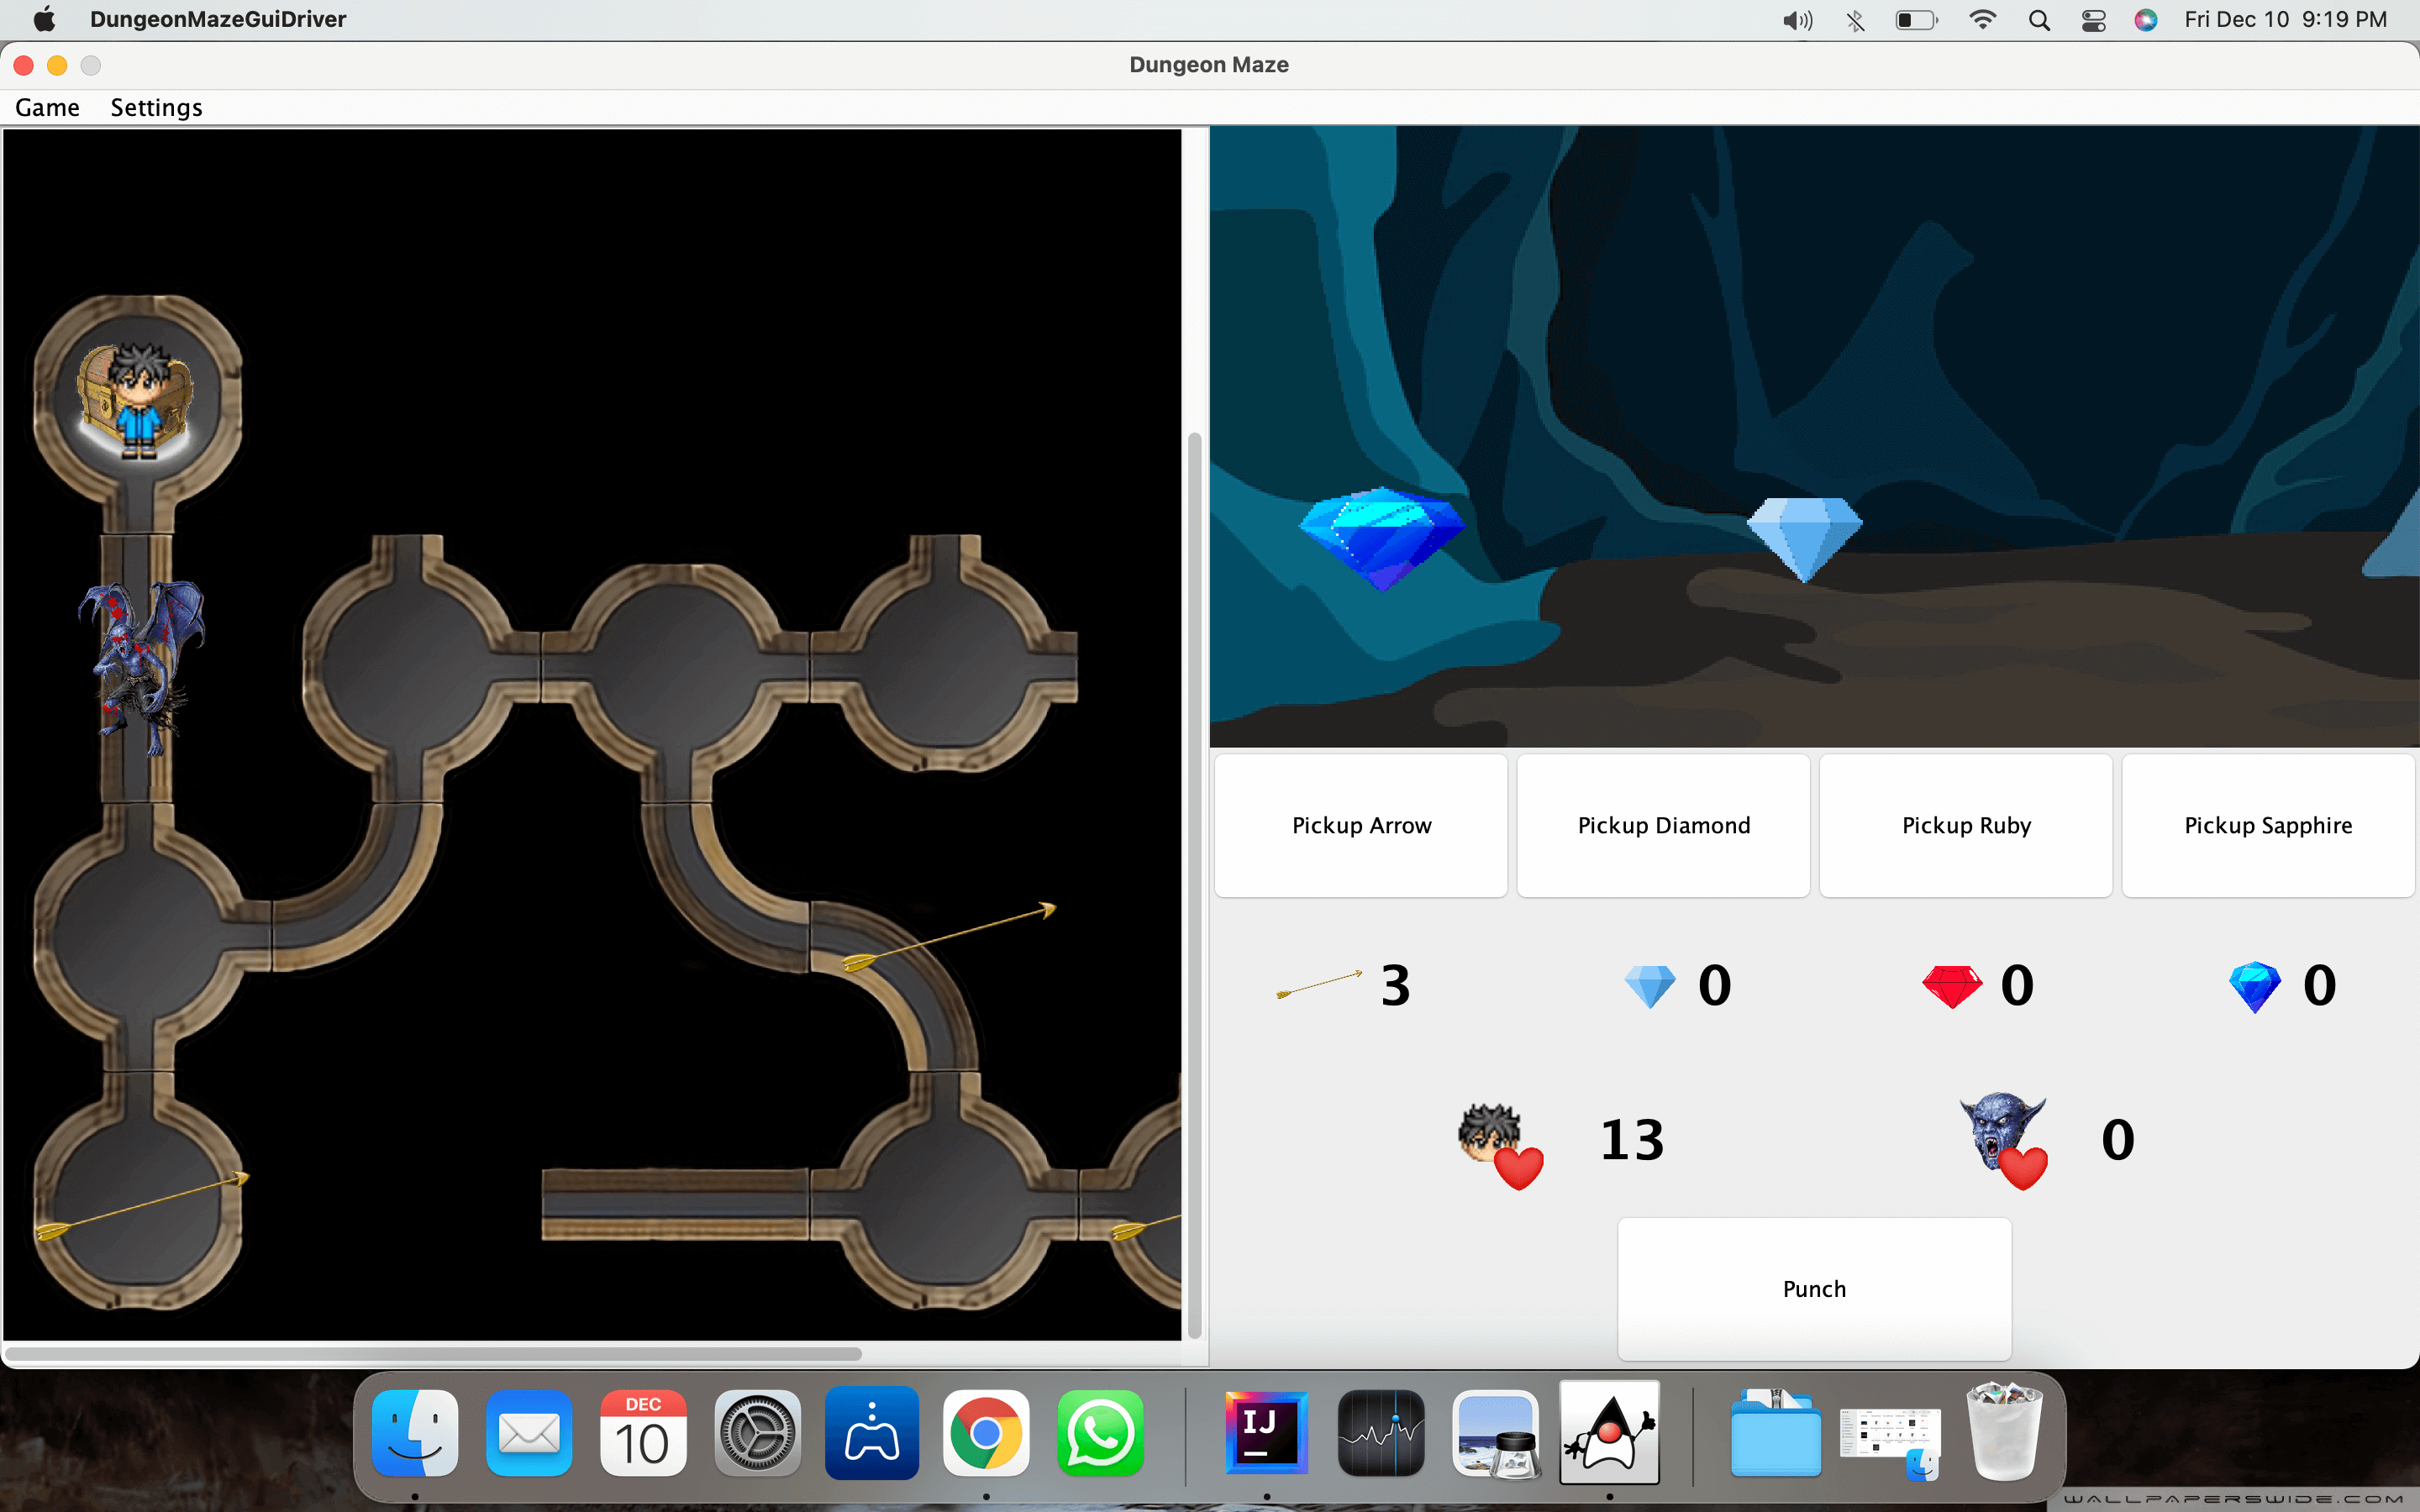 DungeonMazeGuiDriver
Fri Dec 10 9:19 PM
Dungeon Maze
Game Settings
Pickup Arrow Pickup Diamond Pickup Ruby Pickup Sapphire
3 0 0 0
13 0
Punch
DEC
10
IJ
WALLPAPERSWIDE.COM